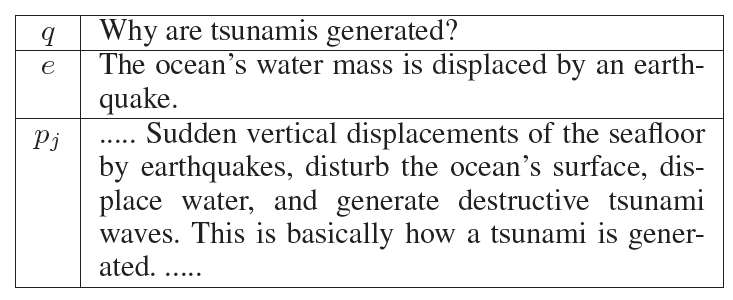 q Why are tsunamis generated?
e The ocean's water mass is displaced by an earth-
quake.
pj ..... Sudden vertical displacements of the seafloor
by earthquakes, disturb the ocean's surface, dis-
place water, and generate destructive tsunami
waves. This is basically how a tsunami is gener-
ated. .....